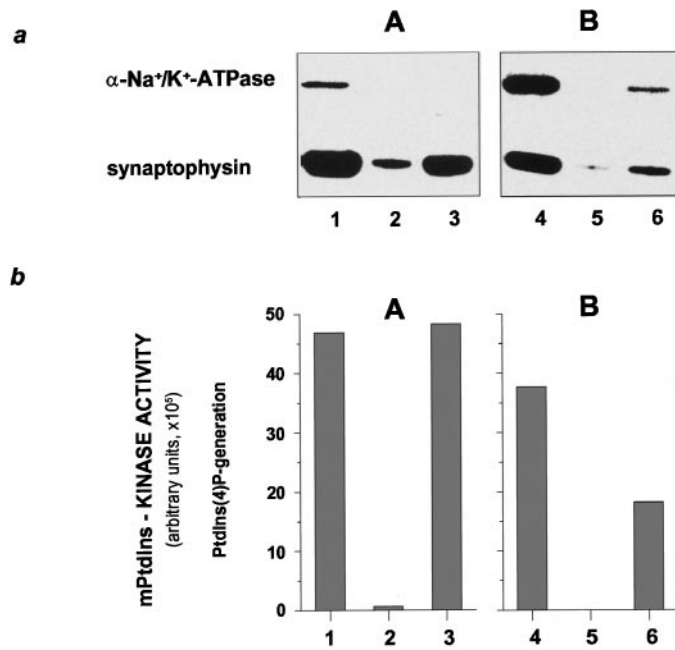 a
A B
α-Na⁺/K⁺-ATPase
synaptophysin
1 2 3 4 5 6
b
A B
mPtdIns - KINASE ACTIVITY
(arbitrary units, x10⁵)
PtdIns(4)P-generation
50
40
30
20
10
0
1 2 3 4 5 6